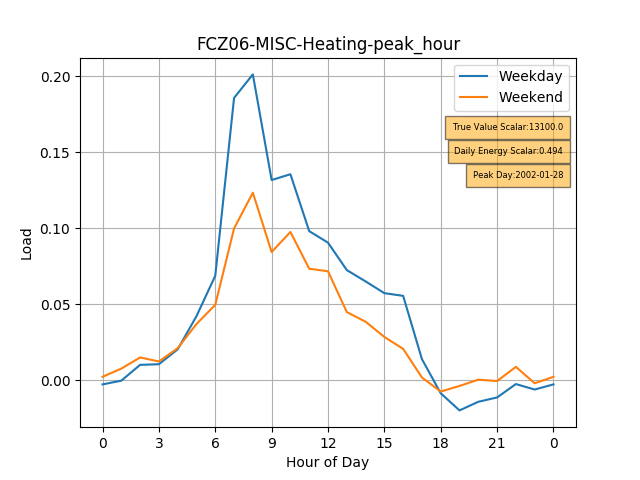 FCZ06-MISC-Heating-peak_hour
Weekday
Weekend
True Value Scalar:13100.0
Daily Energy Scalar:0.494
Peak Day:2002-01-28
Load
0.20
0.15
0.10
0.05
0.00
0 3 6 9 12 15 18 21 0
Hour of Day